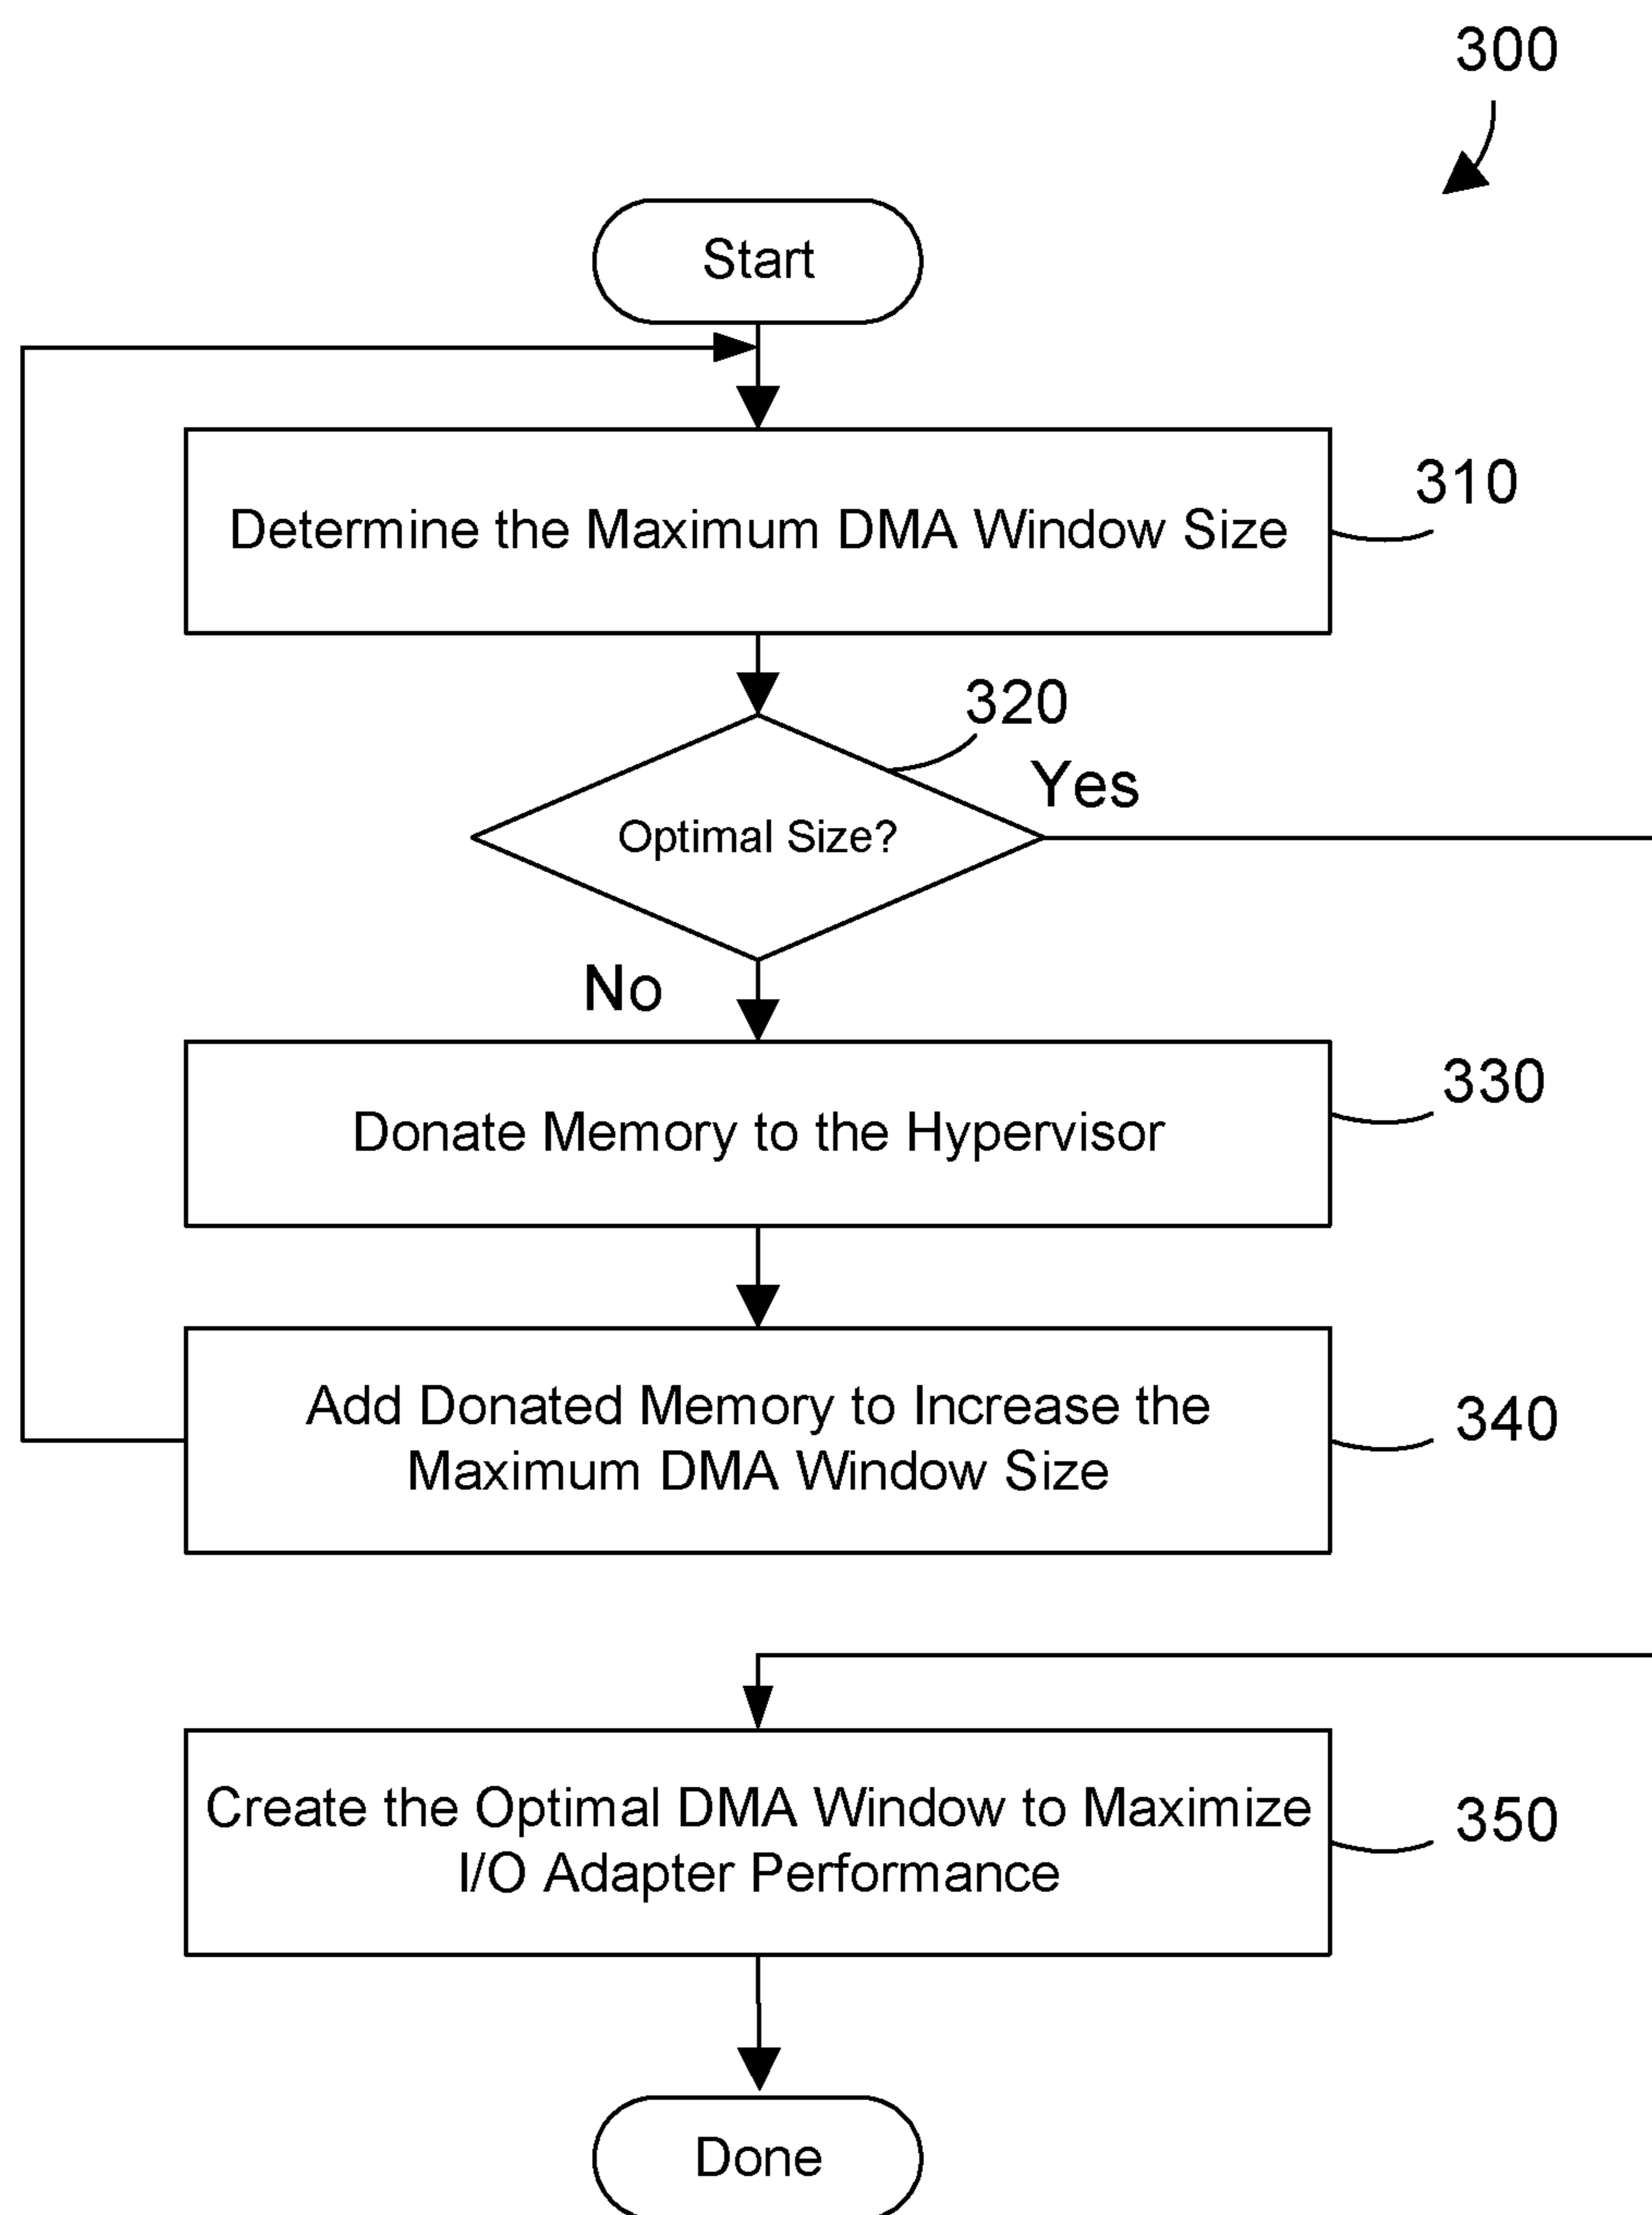 300
Start
Determine the Maximum DMA Window Size
310
320
Optimal Size?
Yes
No
Donate Memory to the Hypervisor
330
Add Donated Memory to Increase the
Maximum DMA Window Size
340
Create the Optimal DMA Window to Maximize
I/O Adapter Performance
350
Done